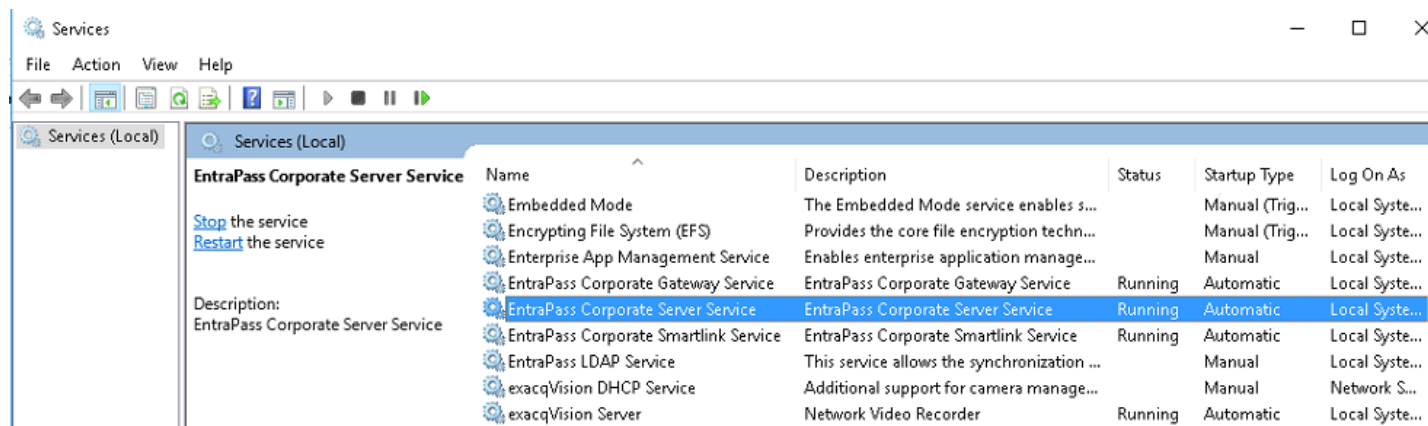 Services
File Action View Help
Services (Local)
Services (Local)
EntraPass Corporate Server Service
Stop the service
Restart the service
Description:
EntraPass Corporate Server Service
Name Description Status Startup Type Log On As
Embedded Mode The Embedded Mode service enables s... Manual (Trig... Local Syste...
Encrypting File System (EFS) Provides the core file encryption techn... Manual (Trig... Local Syste...
Enterprise App Management Service Enables enterprise application manage... Manual Local Syste...
EntraPass Corporate Gateway Service EntraPass Corporate Gateway Service Running Automatic Local Syste...
EntraPass Corporate Server Service EntraPass Corporate Server Service Running Automatic Local Syste...
EntraPass Corporate Smartlink Service EntraPass Corporate Smartlink Service Running Automatic Local Syste...
EntraPass LDAP Service This service allows the synchronization ... Manual Local Syste...
exacqVision DHCP Service Additional support for camera manage... Manual Network S...
exacqVision Server Network Video Recorder Running Automatic Local Syste...